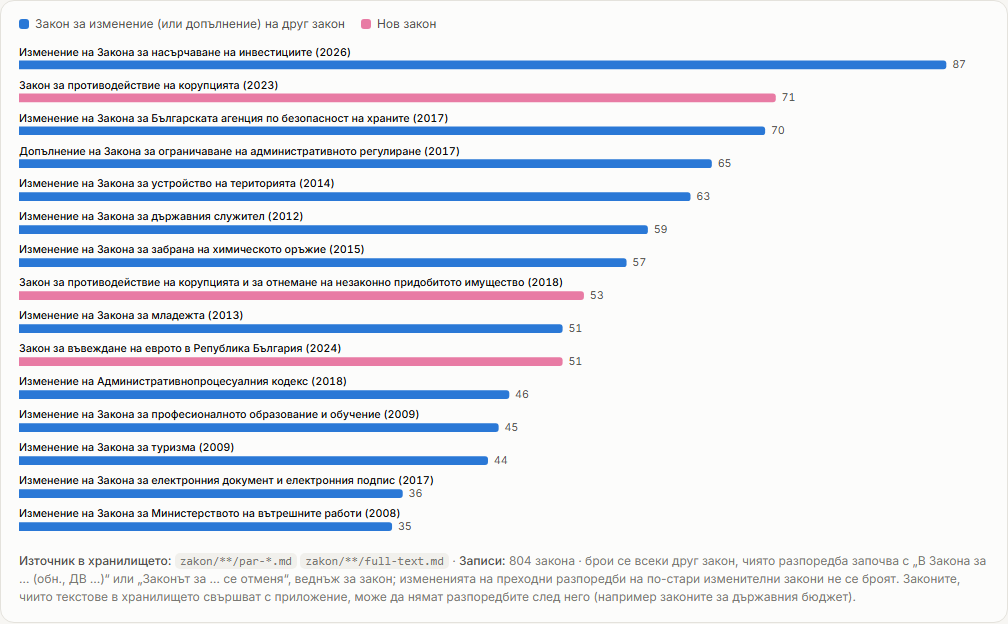 Закон за изменение (или допълнение) на друг закон
Нов закон
Изменение на Закона за насърчаване на инвестициите (2026)
87
Закон за противодействие на корупцията (2023)
71
Изменение на Закона за Българската агенция по безопасност на храните (2017)
70
Допълнение на Закона за ограничаване на административното регулиране (2017)
65
Изменение на Закона за устройство на територията (2014)
63
Изменение на Закона за държавния служител (2012)
59
Изменение на Закона за забрана на химическото оръжие (2015)
57
Закон за противодействие на корупцията и за отнемане на незаконно придобитото имущество (2018)
53
Изменение на Закона за младежта (2013)
51
Закон за въвеждане на еврото в Република България (2024)
51
Изменение на Административнопроцесуалния кодекс (2018)
46
Изменение на Закона за професионалното образование и обучение (2009)
45
Изменение на Закона за туризма (2009)
44
Изменение на Закона за електронния документ и електронния подпис (2017)
36
Изменение на Закона за Министерството на вътрешните работи (2008)
35
Източник в хранилището: zakon/**/par-*.md zakon/**/full-text.md · Записи: 804 закона · брои се всеки друг закон, чиято разпоредба започва с „В Закона за
... (обн., ДВ ...)“ или „Законът за ... се отменя“, веднъж за закон; измененията на преходни разпоредби на по-стари изменителни закони не се броят. Законите,
чиито текстове в хранилището свършват с приложение, може да нямат разпоредбите след него (например законите за държавния бюджет).